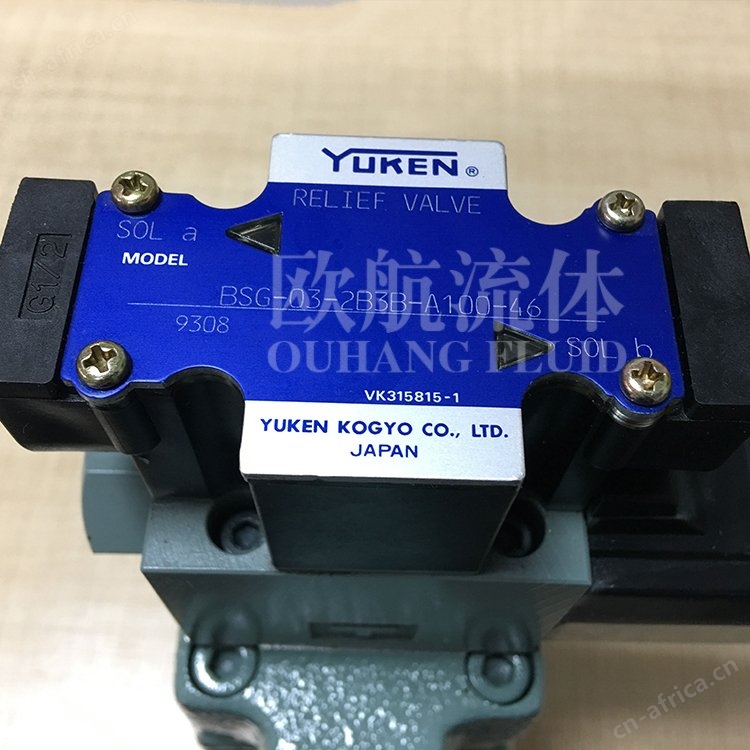 YUKEN®
RELIEF VALVE
SOL a
MODEL
BSG-03-2B3B-A100-46
9308
SOL b
VK315815-1
YUKEN KOGYO CO., LTD.
JAPAN
G1/2
欧航流体
OUHANG FLUID
cn-africa.cn